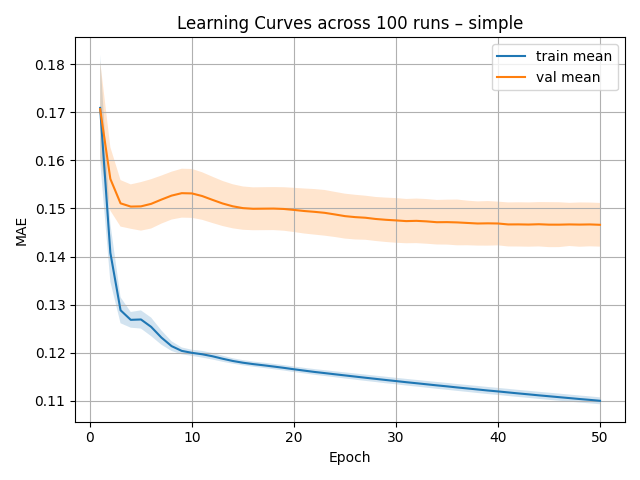 Learning Curves across 100 runs – simple
train mean
val mean
MAE
0.18
0.17
0.16
0.15
0.14
0.13
0.12
0.11
0 10 20 30 40 50
Epoch